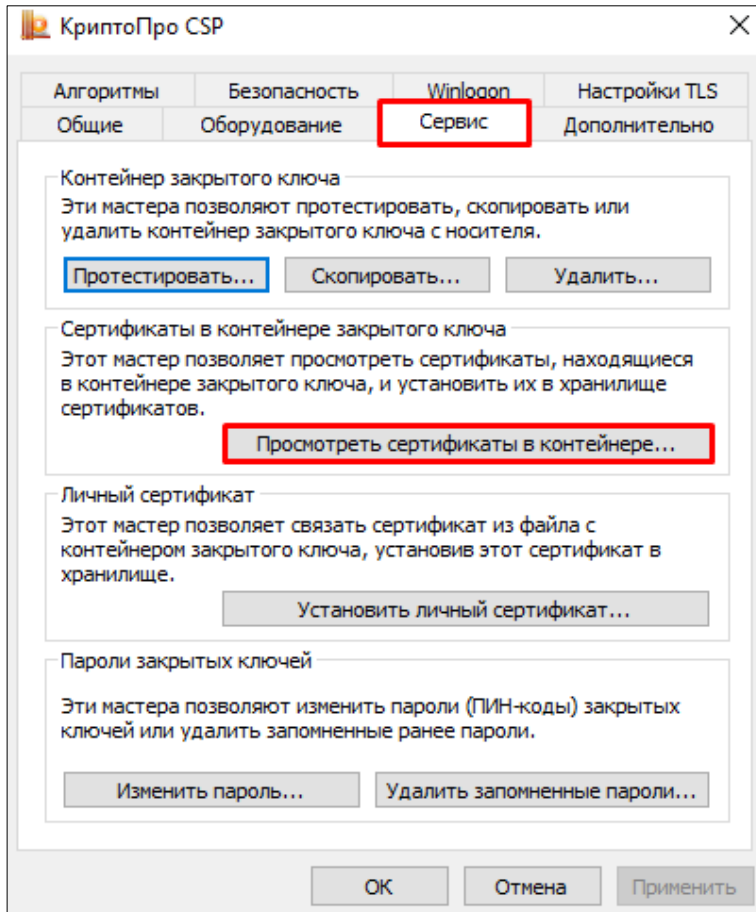 КриптоПро CSP
Алгоритмы Безопасность Winlogon Настройки TLS
Общие Оборудование Сервис Дополнительно
Контейнер закрытого ключа
Эти мастера позволяют протестировать, скопировать или
удалить контейнер закрытого ключа с носителя.
Протестировать... Скопировать... Удалить...
Сертификаты в контейнере закрытого ключа
Этот мастер позволяет просмотреть сертификаты, находящиеся
в контейнере закрытого ключа, и установить их в хранилище
сертификатов.
Просмотреть сертификаты в контейнере...
Личный сертификат
Этот мастер позволяет связать сертификат из файла с
контейнером закрытого ключа, установив этот сертификат в
хранилище.
Установить личный сертификат...
Пароли закрытых ключей
Эти мастера позволяют изменить пароли (ПИН-коды) закрытых
ключей или удалить запомненные ранее пароли.
Изменить пароль... Удалить запомненные пароли...
ОК Отмена Применить